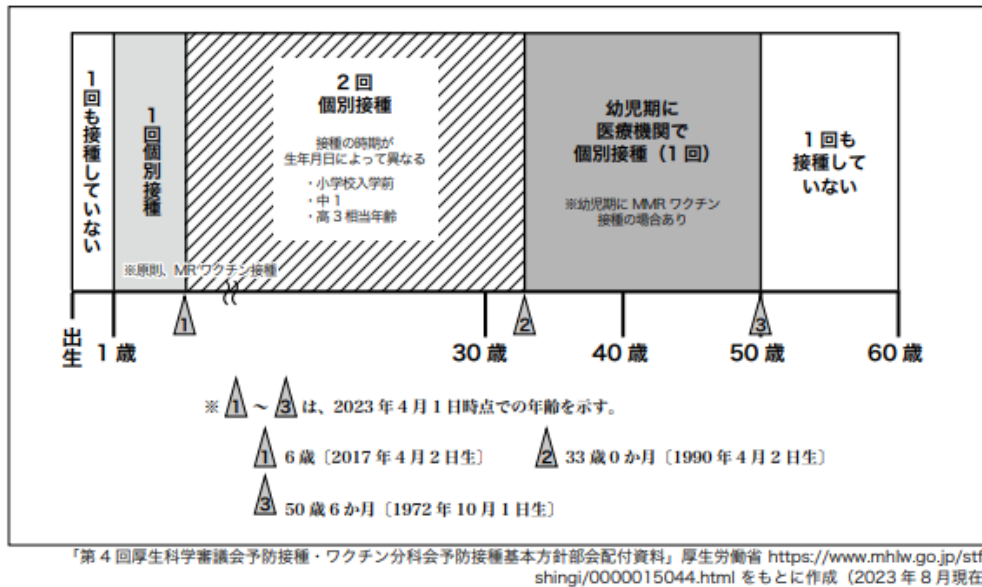 1回も接種していない
1回個別接種
※原則、MRワクチン接種
2回
個別接種
接種の時期が
生年月日によって異なる
・小学校入学前
・中1
・高3相当年齢
幼児期に
医療機関で
個別接種（1回）
※幼児期にMMRワクチン
接種の場合あり
1回も
接種して
いない
1
2
3
出生
1歳
30歳
40歳
50歳
60歳
※ 1 ～ 3 は、2023年4月1日時点での年齢を示す。
1 6歳〔2017年4月2日生〕
2 33歳0か月〔1990年4月2日生〕
3 50歳6か月〔1972年10月1日生〕
「第4回厚生科学審議会予防接種・ワクチン分科会予防接種基本方針部会配付資料」厚生労働省 https://www.mhlw.go.jp/stf
shingi/0000015044.html をもとに作成（2023年8月現在